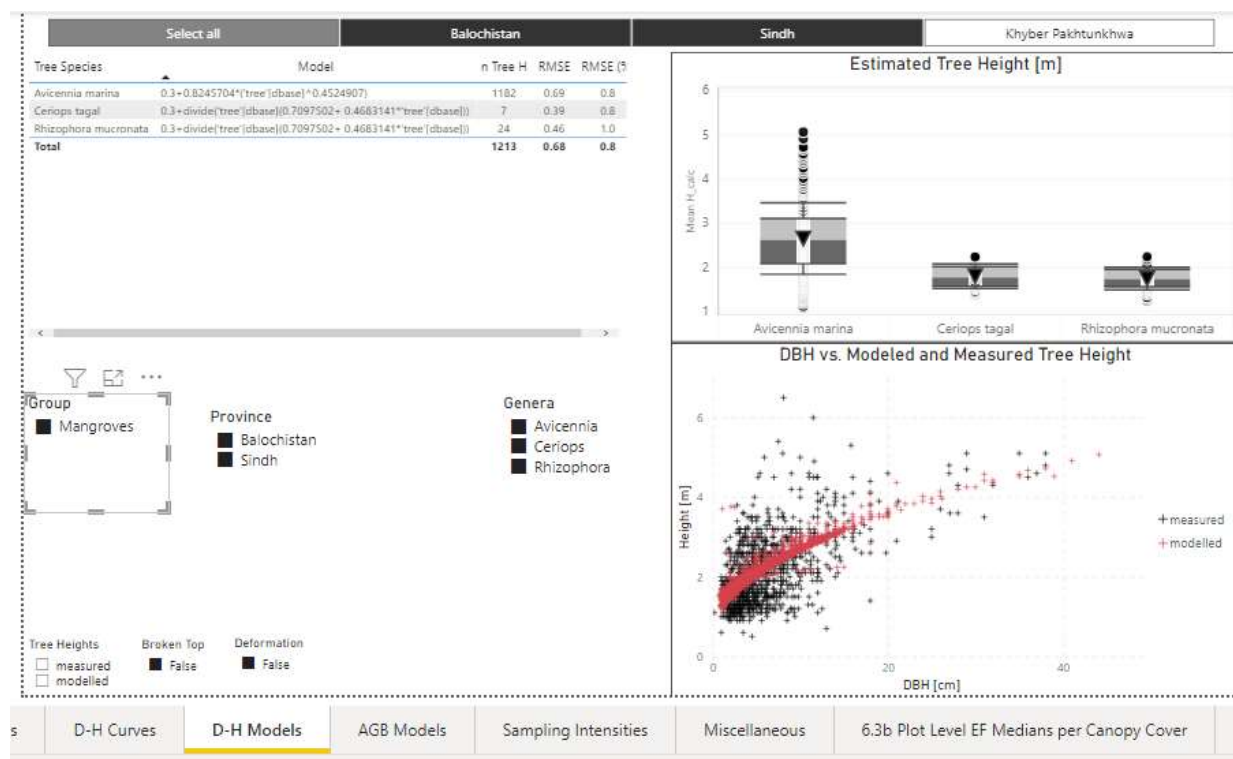 Select all Balochistan Sindh Khyber Pakhtunkhwa
Tree Species Model n Tree H RMSE RMSE (%
Avicennia marina 0.3+0.8245704*('tree'[dbase]^0.4524907) 1182 0.69 0.8
Ceriops tagal 0.3+divide('tree'[dbase](0.7097502+ 0.4683141*'tree'[dbase])) 7 0.39 0.8
Rhizophora mucronata 0.3+divide('tree'[dbase](0.7097502+ 0.4683141*'tree'[dbase])) 24 0.46 1.0
Total 1213 0.68 0.8
Estimated Tree Height [m]
6
5
4
3
2
1
Mean H_calc
Avicennia marina Ceriops tagal Rhizophora mucronata
Group
Mangroves
Province
Balochistan
Sindh
Genera
Avicennia
Ceriops
Rhizophora
DBH vs. Modeled and Measured Tree Height
6
4
2
0
Height [m]
0 20 40
DBH [cm]
measured
modelled
Tree Heights
measured
modelled
Broken Top
False
Deformation
False
s D-H Curves D-H Models AGB Models Sampling Intensities Miscellaneous 6.3b Plot Level EF Medians per Canopy Cover